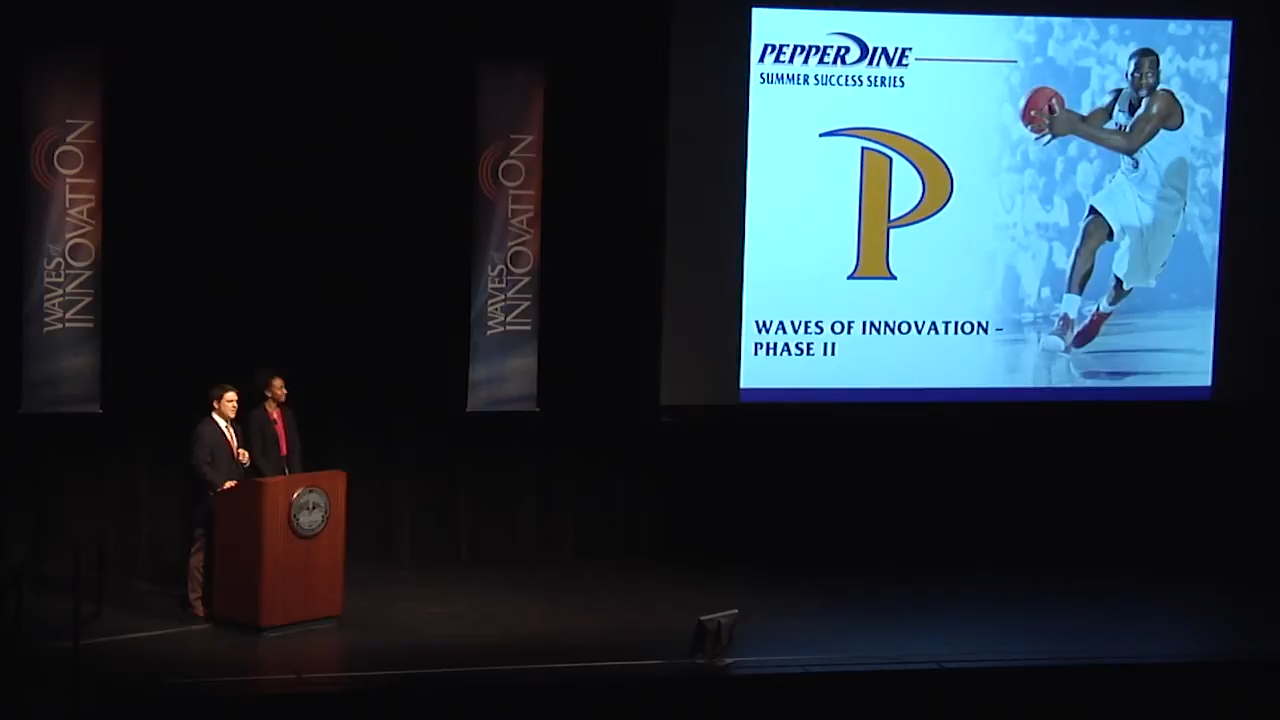 WAVES of
INNOVATION
WAVES of
INNOVATION
PEPPERDINE
SUMMER SUCCESS SERIES
P
WAVES OF INNOVATION –
PHASE II